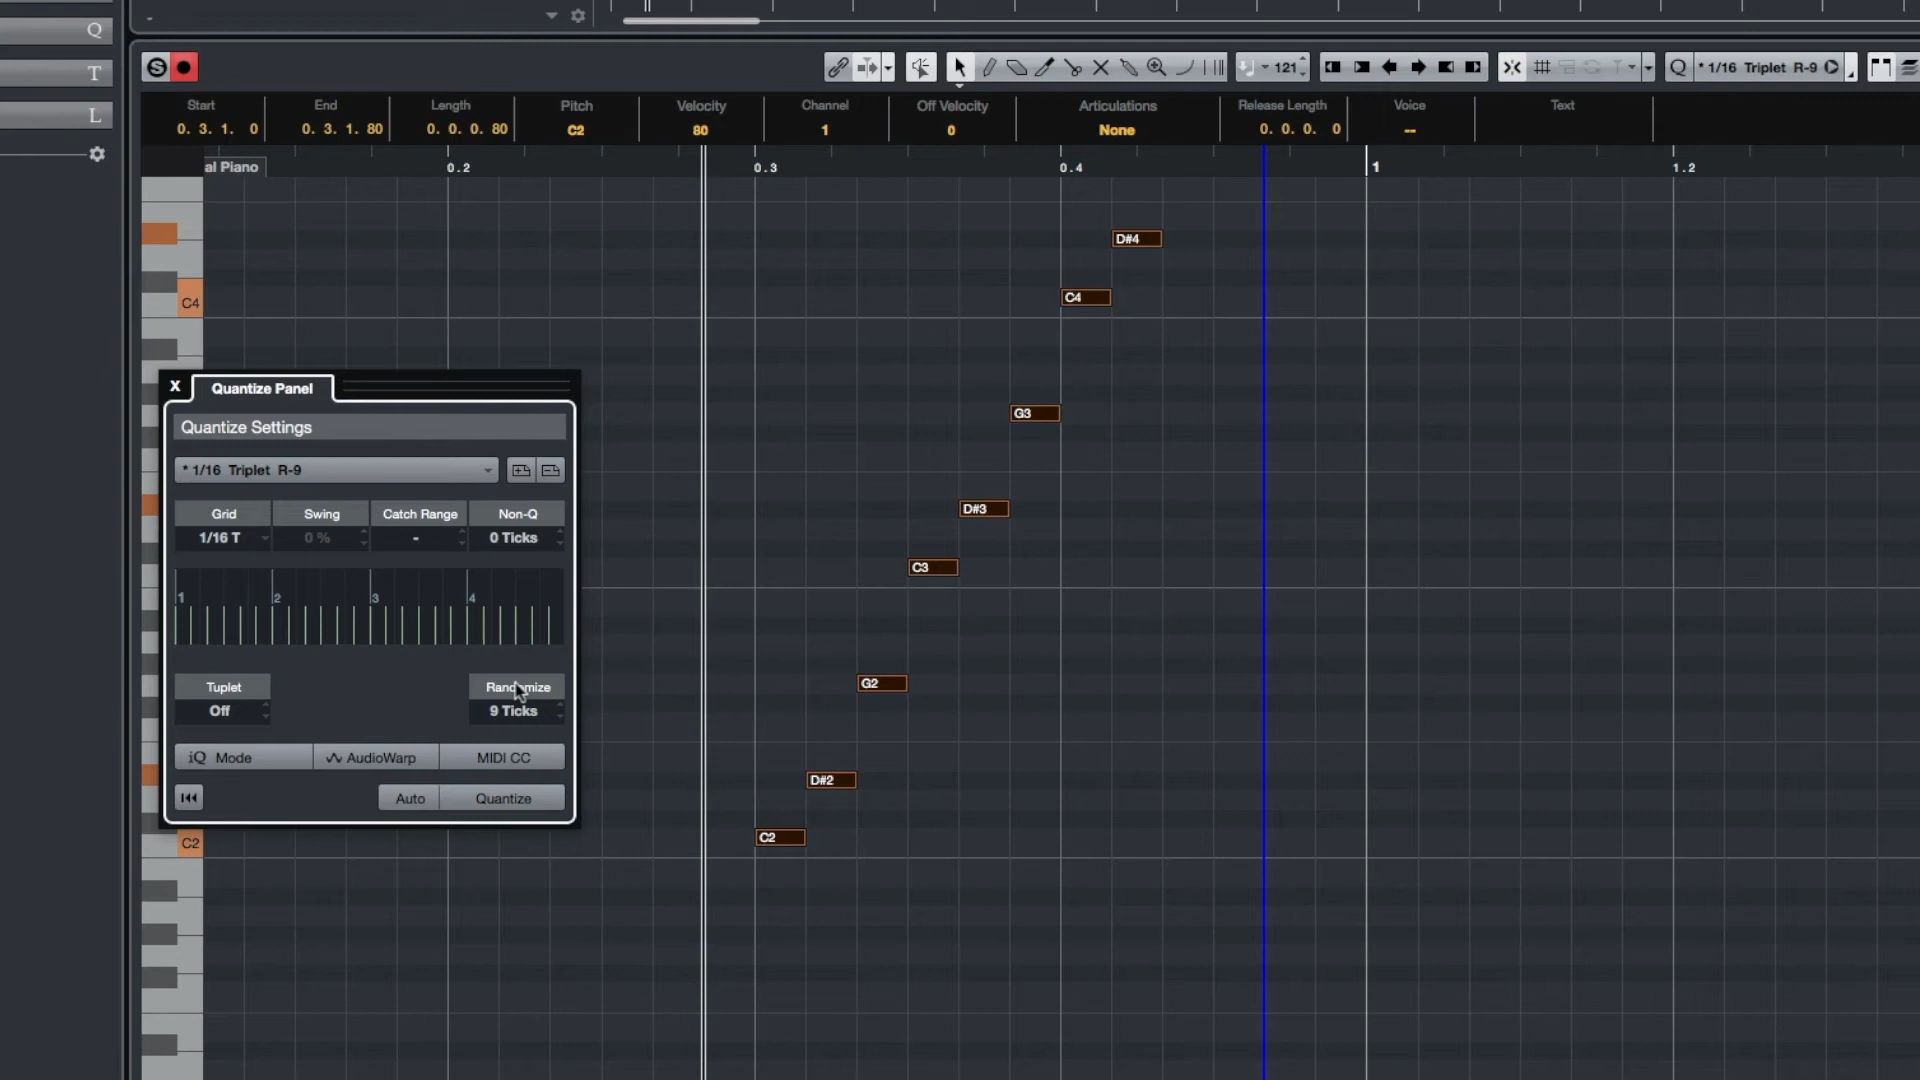 Q
T
L
-
S
121
Q * 1/16 Triplet R-9
Start End Length Pitch Velocity Channel Off Velocity Articulations Release Length Voice Text
0. 3. 1. 0 0. 3. 1. 80 0. 0. 0. 80 C2 80 1 0 None 0. 0. 0. 0 --
al Piano 0.2 0.3 0.4 1 1.2
D#4
C4
C4
X Quantize Panel
Quantize Settings
* 1/16 Triplet R-9
Grid Swing Catch Range Non-Q
1/16 T 0 % - 0 Ticks
1 2 3 4
Tuplet Randomize
Off 9 Ticks
iQ Mode AudioWarp MIDI CC
Auto Quantize
G3
D#3
C3
G2
D#2
C2
C2